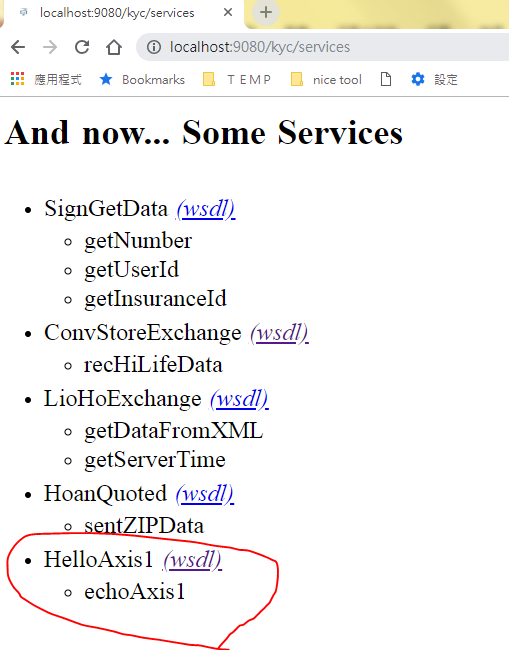 localhost:9080/kyc/services
localhost:9080/kyc/services
應用程式 Bookmarks T E M P nice tool 設定
And now... Some Services
SignGetData (wsdl)
getNumber
getUserId
getInsuranceId
ConvStoreExchange (wsdl)
recHiLifeData
LioHoExchange (wsdl)
getDataFromXML
getServerTime
HoanQuoted (wsdl)
sentZIPData
HelloAxis1 (wsdl)
echoAxis1